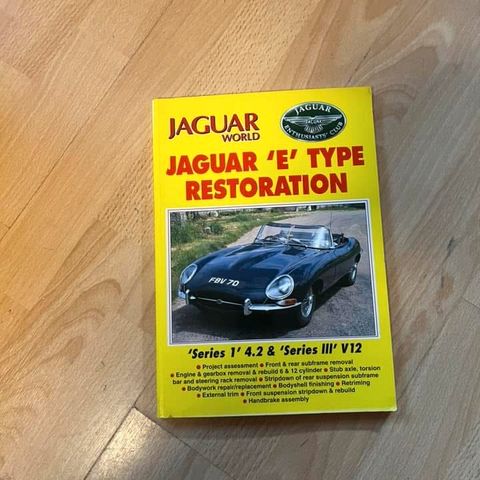 JAGUAR
WORLD
JAGUAR
JAGUAR
ENTHUSIASTS' CLUB
JAGUAR 'E' TYPE
RESTORATION
FBV 7D
'Series 1' 4.2 & 'Series III' V12
● Project assessment ● Front & rear subframe removal
● Engine & gearbox removal & rebuild 6 & 12 cylinder ● Stub axle, torsion
bar and steering rack removal ● Stripdown of rear suspension subframe
● Bodywork repair/replacement ● Bodyshell finishing ● Retriming
● External trim ● Front suspension stripdown & rebuild
● Handbrake assembly